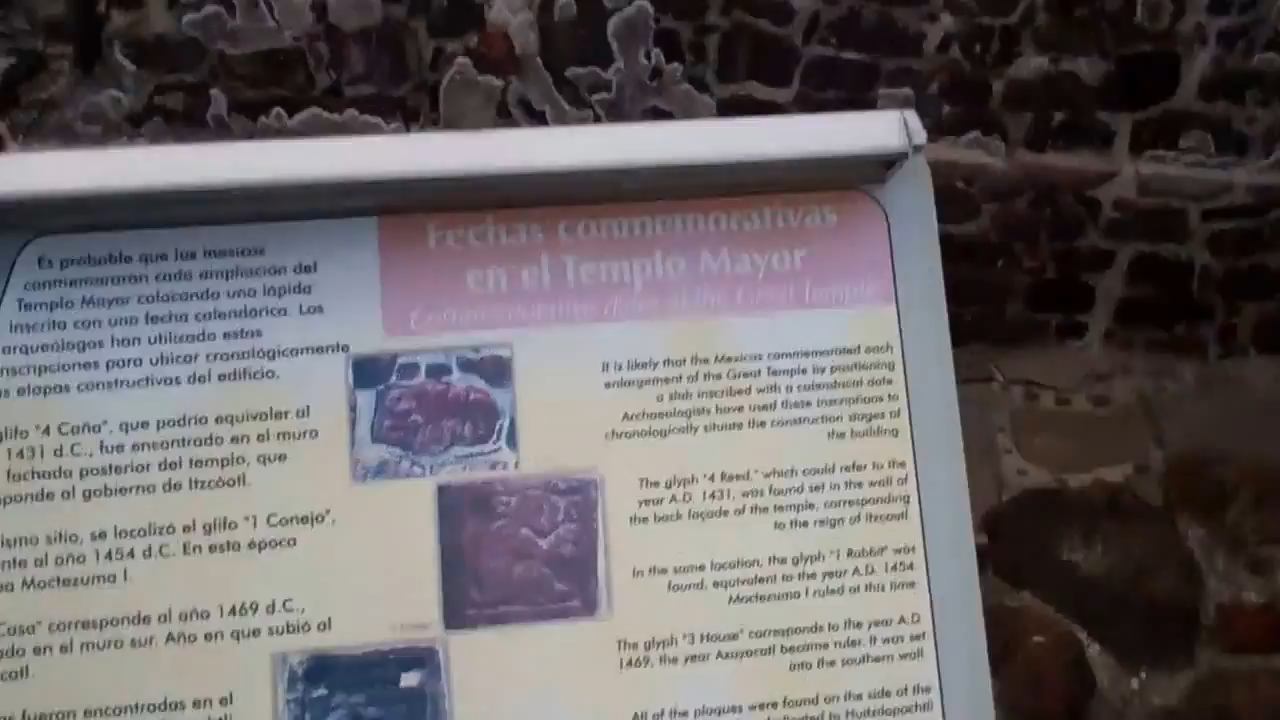 Fechas conmemorativas
en el Templo Mayor
Commemorative dates of the Great Temple
Es probable que los mexicas
conmemoraran cada ampliación del
Templo Mayor colocando una lápida
inscrita con una fecha calendárica. Los
arqueólogos han utilizado estas
inscripciones para ubicar cronológicamente
etapas constructivas del edificio.
glifo "4 Caña", que podría equivaler al
1431 d.C., fue encontrado en el muro
fachada posterior del templo, que
ponde al gobierno de Itzcóatl.
ismo sitio, se localizó el glifo "1 Conejo",
nte al año 1454 d.C. En esta época
Moctezuma I.
Casa" corresponde al año 1469 d.C.,
do en el muro sur. Año en que subió al
catl.
fueron encontradas en el
It is likely that the Mexicas commemorated each
enlargement of the Great Temple by positioning
a slab inscribed with a calendrical date.
Archaeologists have used these inscriptions to
chronologically situate the construction stages of
the building.
The glyph "4 Reed," which could refer to the
year A.D. 1431, was found set in the wall of
the back façade of the temple, corresponding
to the reign of Itzcoatl.
In the same location, the glyph "1 Rabbit" was
found, equivalent to the year A.D. 1454.
Moctezuma I ruled at this time.
The glyph "3 House" corresponds to the year A.D.
1469, the year Axayacatl became ruler. It was set
into the southern wall.
All of the plaques were found on the side of the
dedicated to Huitzilopochtli